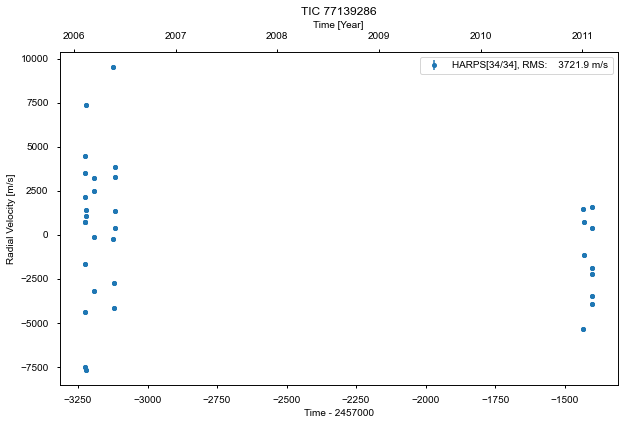 TIC 77139286
Time [Year]
2006 2007 2008 2009 2010 2011
HARPS[34/34], RMS: 3721.9 m/s
Radial Velocity [m/s]
10000
7500
5000
2500
0
−2500
−5000
−7500
−3250 −3000 −2750 −2500 −2250 −2000 −1750 −1500
Time - 2457000